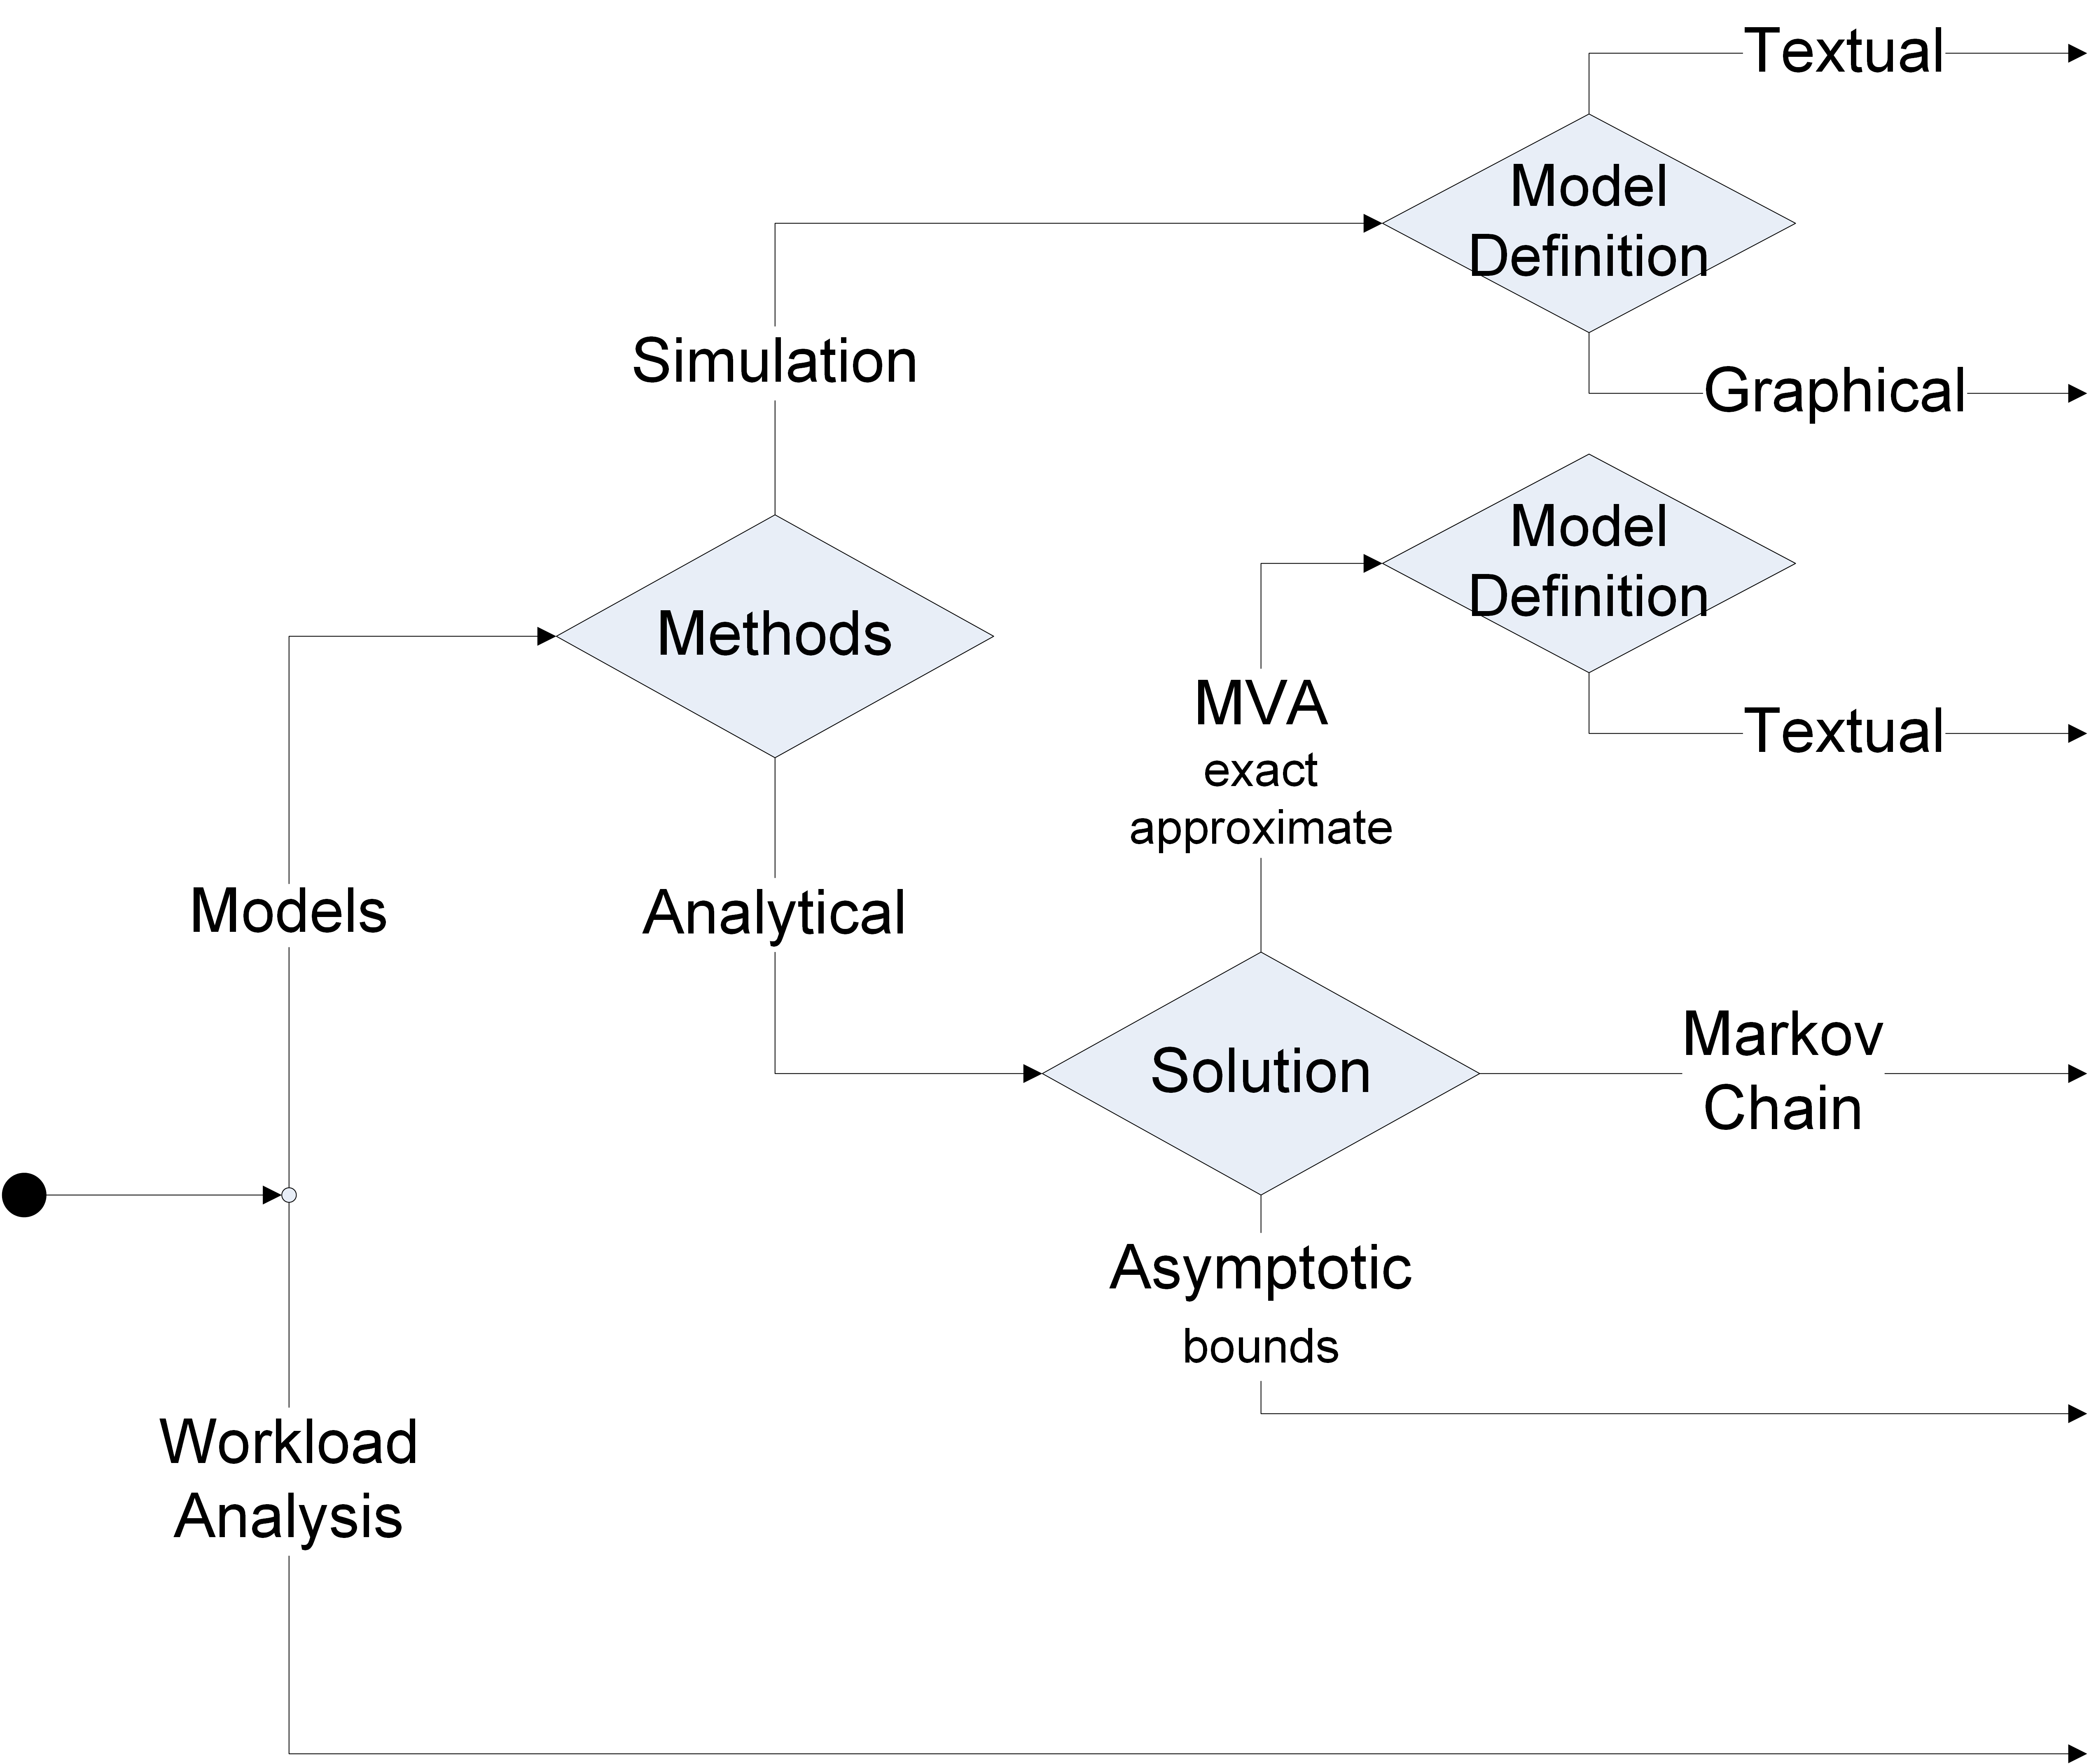 Textual
Model
Definition
Simulation
Graphical
Model
Definition
Methods
MVA
exact
approximate
Textual
Models
Analytical
Solution
Markov
Chain
Asymptotic
bounds
Workload
Analysis